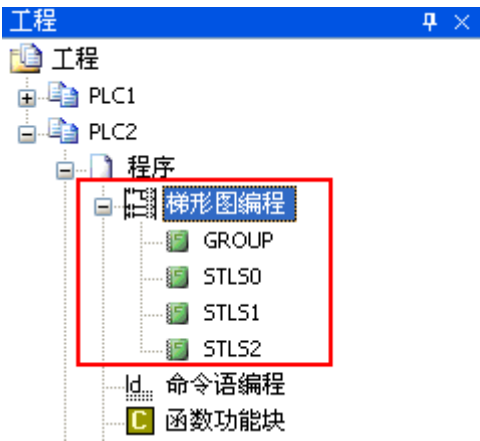 工程
工程
PLC1
PLC2
程序
梯形图编程
GROUP
STLS0
STLS1
STLS2
ld... 命令语编程
C 函数功能块